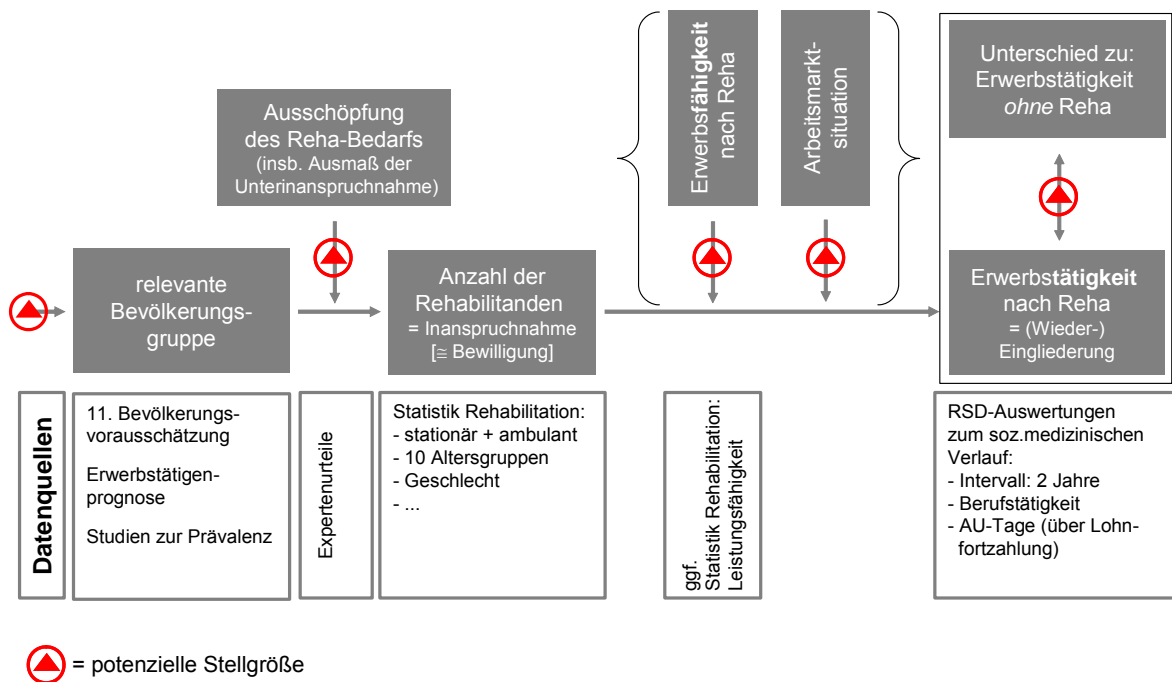 Ausschöpfung
des Reha-Bedarfs
(insb. Ausmaß der
Unterinanspruchnahme)
Erwerbsfähigkeit
nach Reha
Arbeitsmarkt-
situation
Unterschied zu:
Erwerbstätigkeit
ohne Reha
relevante
Bevölkerungs-
gruppe
Anzahl der
Rehabilitanden
= Inanspruchnahme
[≅ Bewilligung]
Erwerbstätigkeit
nach Reha
= (Wieder-)
Eingliederung
Datenquellen
11. Bevölkerungs-
vorausschätzung
Erwerbstätigen-
prognose
Studien zur Prävalenz
Expertenurteile
Statistik Rehabilitation:
- stationär + ambulant
- 10 Altersgruppen
- Geschlecht
- ...
ggf.
Statistik Rehabilitation:
Leistungsfähigkeit
RSD-Auswertungen
zum soz.medizinischen
Verlauf:
- Intervall: 2 Jahre
- Berufstätigkeit
- AU-Tage (über Lohn-
fortzahlung)
= potenzielle Stellgröße